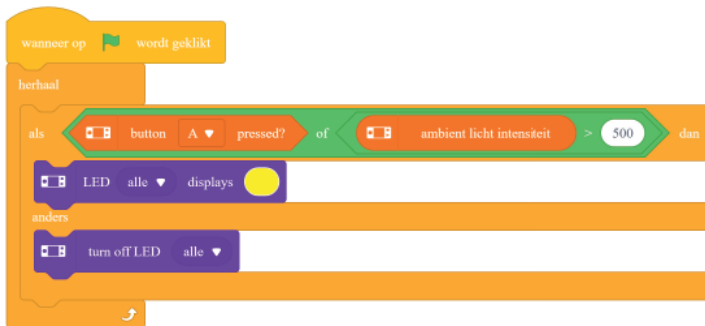 wanneer op wordt geklikt
herhaal
als button A pressed? of ambient licht intensiteit > 500 dan
LED alle displays
anders
turn off LED alle